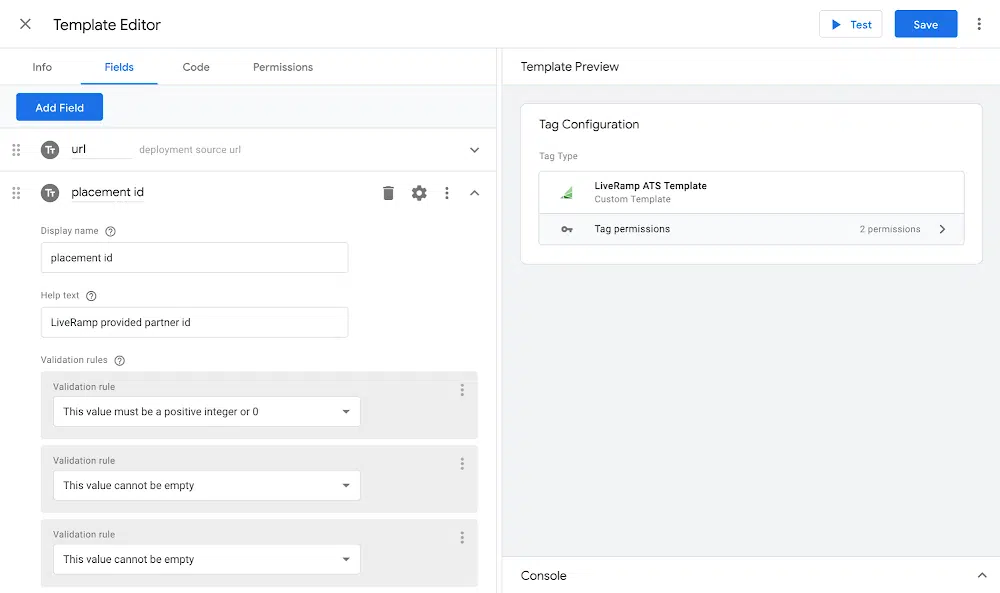 Template Editor
Test
Save
Info
Fields
Code
Permissions
Template Preview
Add Field
Tag Configuration
Tт
url
deployment source url
Tag Type
LiveRamp ATS Template
Custom Template
Tт
placement id
Tag permissions
2 permissions
Display name
placement id
Help text
LiveRamp provided partner id
Validation rules
Validation rule
This value must be a positive integer or 0
Validation rule
This value cannot be empty
Validation rule
This value cannot be empty
Console